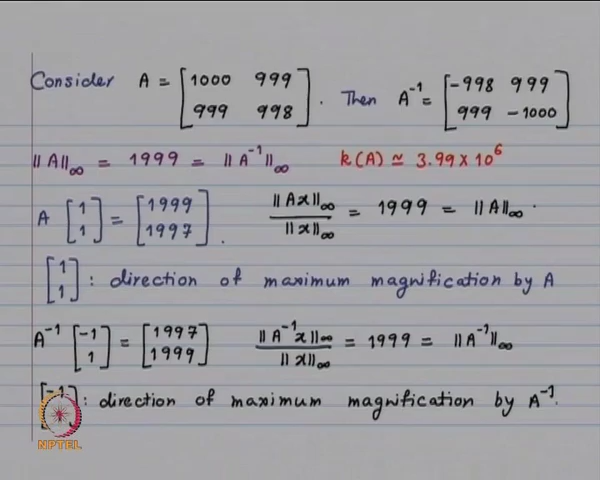 Consider A = [1000 999 999 998]. Then A⁻¹ = [-998 999 999 -1000]
||A||∞ = 1999 = ||A⁻¹||∞ k(A) ≃ 3.99 × 10⁶
A [1 1] = [1999 1997]. ||Ax||∞ / ||x||∞ = 1999 = ||A||∞.
[1 1] : direction of maximum magnification by A
A⁻¹ [-1 1] = [1997 1999] ||A⁻¹x||∞ / ||x||∞ = 1999 = ||A⁻¹||∞
[-1 : direction of maximum magnification by A⁻¹.
NPTEL